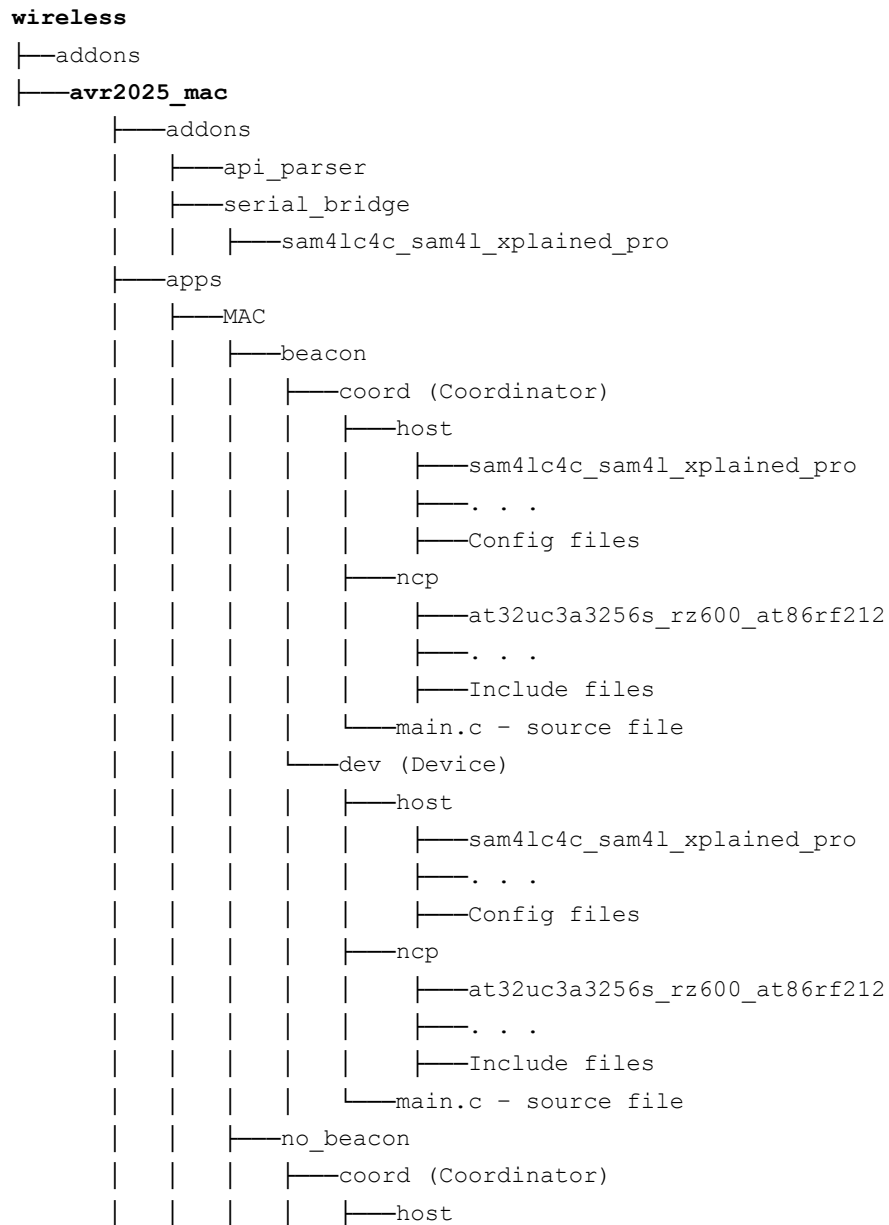 wireless
├──addons
├───avr2025_mac
├───addons
│ ├───api_parser
│ ├───serial_bridge
│ │ ├───sam4lc4c_sam4l_xplained_pro
├───apps
│ ├───MAC
│ │ ├───beacon
│ │ │ ├───coord (Coordinator)
│ │ │ │ ├───host
│ │ │ │ │ ├───sam4lc4c_sam4l_xplained_pro
│ │ │ │ │ ├───. . .
│ │ │ │ │ ├───Config files
│ │ │ │ ├───ncp
│ │ │ │ │ ├───at32uc3a3256s_rz600_at86rf212
│ │ │ │ │ ├───. . .
│ │ │ │ │ ├───Include files
│ │ │ │ └───main.c – source file
│ │ │ └───dev (Device)
│ │ │ │ ├───host
│ │ │ │ │ ├───sam4lc4c_sam4l_xplained_pro
│ │ │ │ │ ├───. . .
│ │ │ │ │ ├───Config files
│ │ │ │ ├───ncp
│ │ │ │ │ ├───at32uc3a3256s_rz600_at86rf212
│ │ │ │ │ ├───. . .
│ │ │ │ │ ├───Include files
│ │ │ │ └───main.c – source file
│ │ ├───no_beacon
│ │ │ ├───coord (Coordinator)
│ │ │ │ ├───host